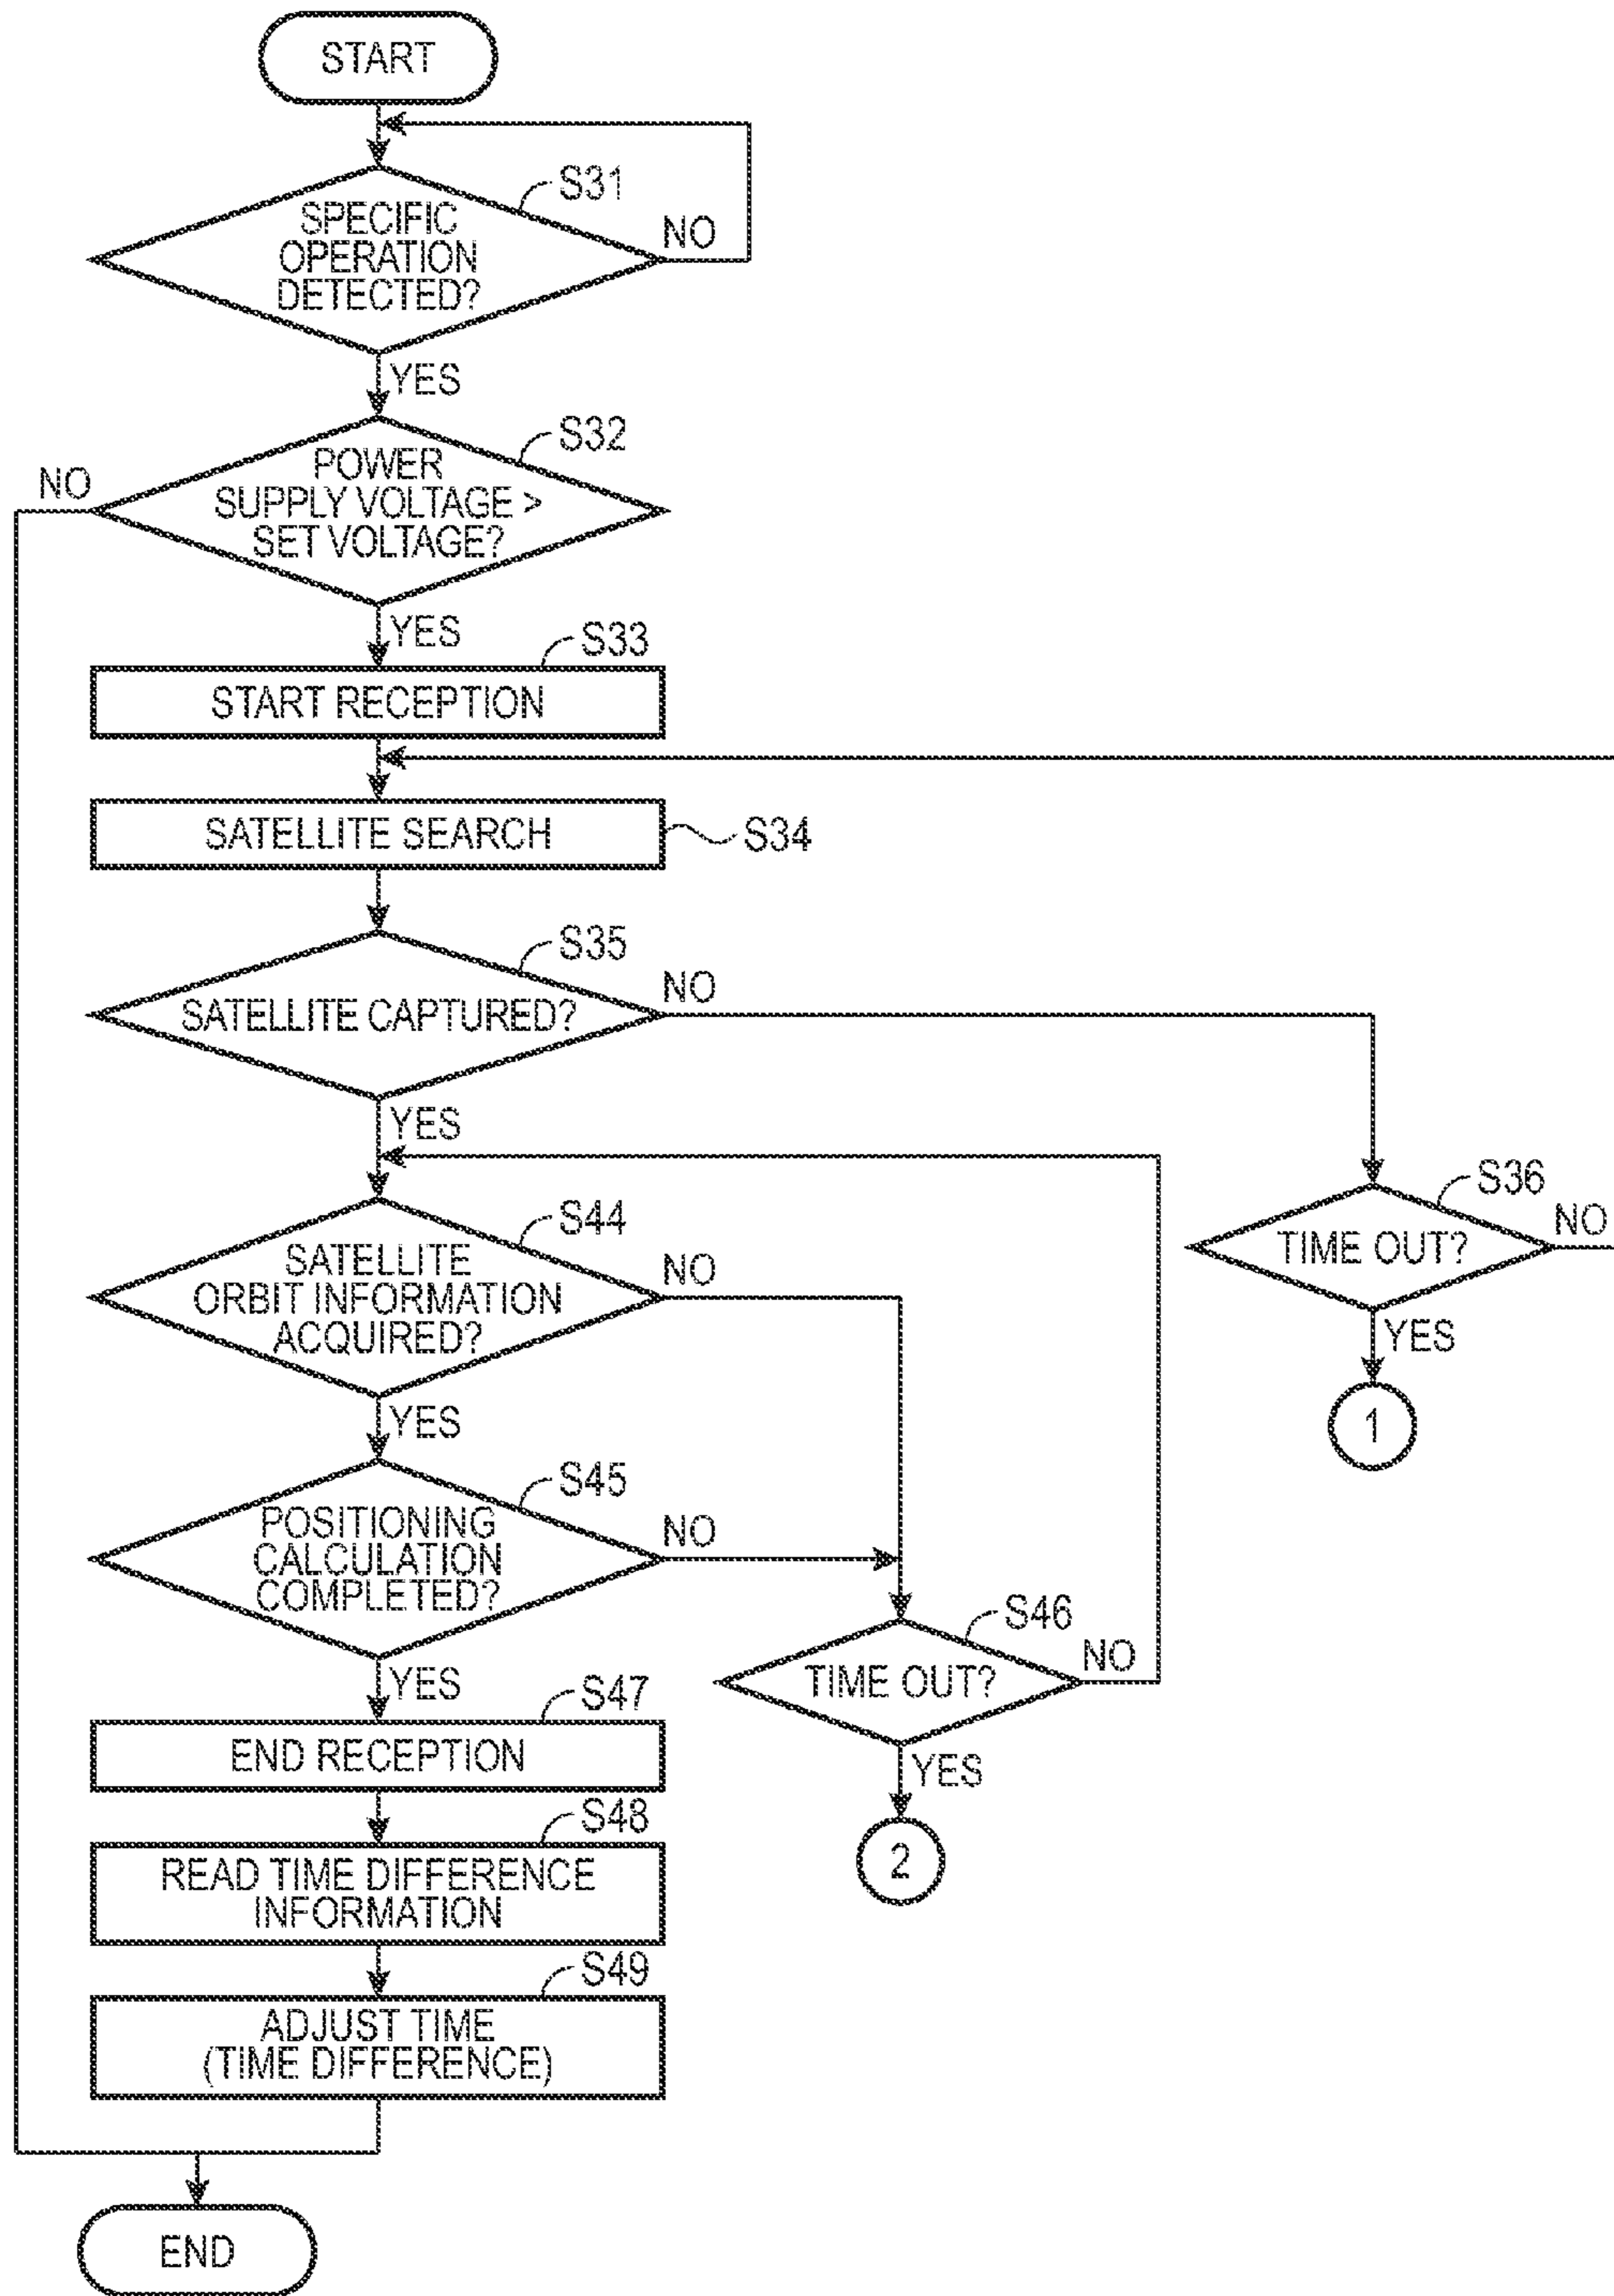 START
S31
SPECIFIC
OPERATION
DETECTED?
NO
YES
S32
NO
POWER
SUPPLY VOLTAGE >
SET VOLTAGE?
YES
S33
START RECEPTION
SATELLITE SEARCH
S34
S35
SATELLITE CAPTURED?
NO
YES
S36
TIME OUT?
NO
YES
1
S44
SATELLITE
ORBIT INFORMATION
ACQUIRED?
NO
YES
S45
POSITIONING
CALCULATION
COMPLETED?
NO
YES
S46
TIME OUT?
NO
YES
2
S47
END RECEPTION
S48
READ TIME DIFFERENCE
INFORMATION
S49
ADJUST TIME
(TIME DIFFERENCE)
END